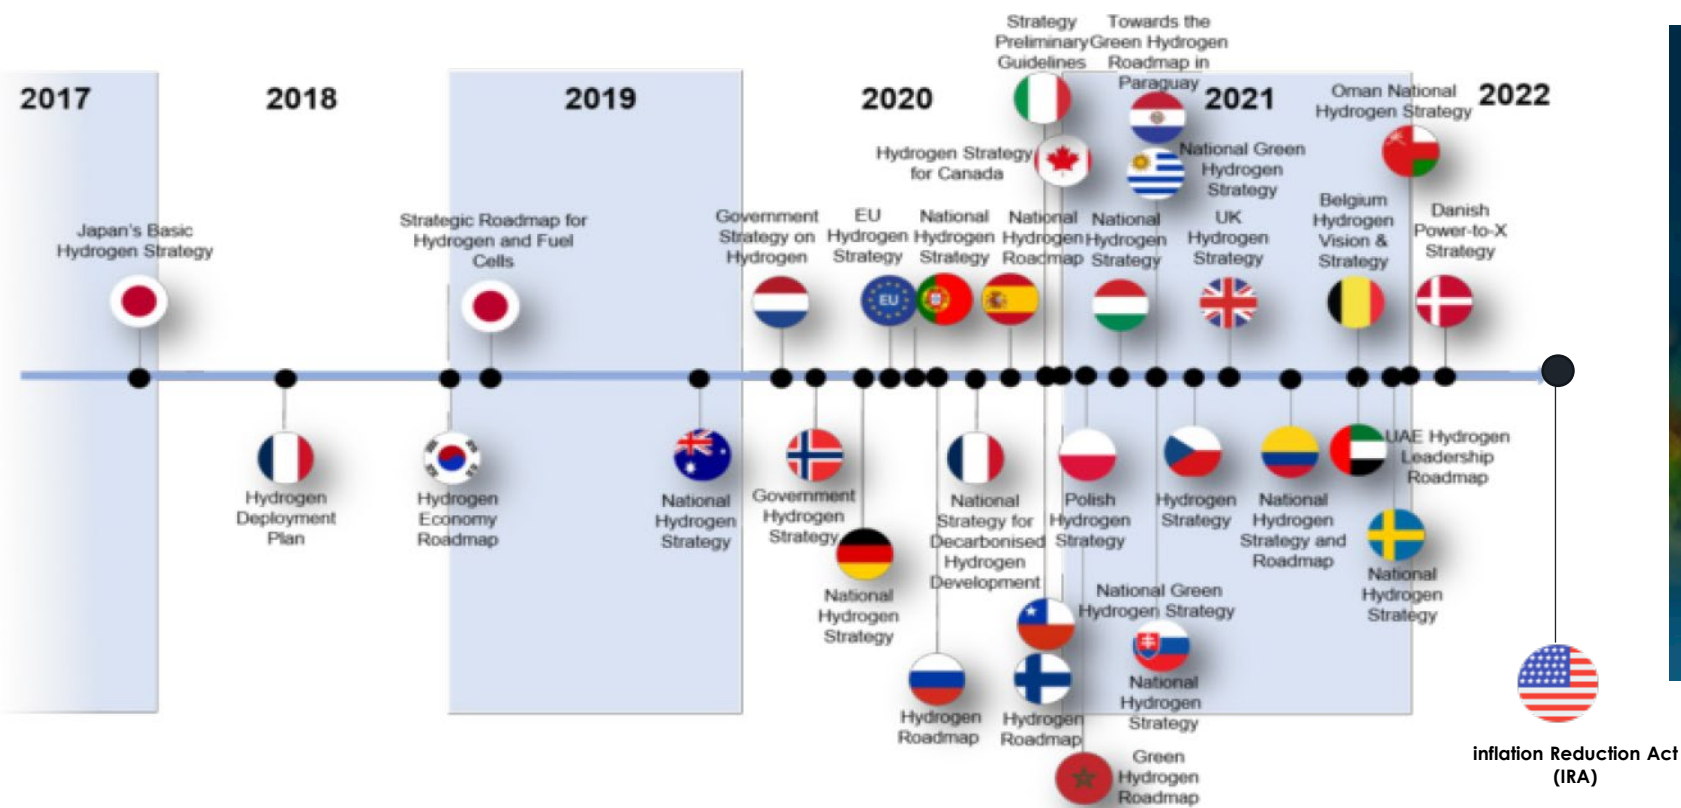 2017
2018
2019
2020
2021
2022
Strategy
Preliminary
Guidelines
Towards the
Green Hydrogen
Roadmap in
Paraguay
Oman National
Hydrogen Strategy
Hydrogen Strategy
for Canada
National Green
Hydrogen
Strategy
Japan's Basic
Hydrogen Strategy
Strategic Roadmap for
Hydrogen and Fuel
Cells
Government
Strategy on
Hydrogen
EU
Hydrogen
Strategy
National
Hydrogen
Strategy
National
Hydrogen
Roadmap
National
Hydrogen
Strategy
UK
Hydrogen
Strategy
Belgium
Hydrogen
Vision &
Strategy
Danish
Power-to-X
Strategy
EU
Hydrogen
Deployment
Plan
Hydrogen
Economy
Roadmap
National
Hydrogen
Strategy
Government
Hydrogen
Strategy
National
Hydrogen
Strategy
Hydrogen
Roadmap
National
Strategy for
Decarbonised
Hydrogen
Development
Hydrogen
Roadmap
Polish
Hydrogen
Strategy
National Green
Hydrogen Strategy
National
Hydrogen
Strategy
Green
Hydrogen
Roadmap
Hydrogen
Strategy
National
Hydrogen
Strategy and
Roadmap
UAE Hydrogen
Leadership
Roadmap
National
Hydrogen
Strategy
inflation Reduction Act
(IRA)